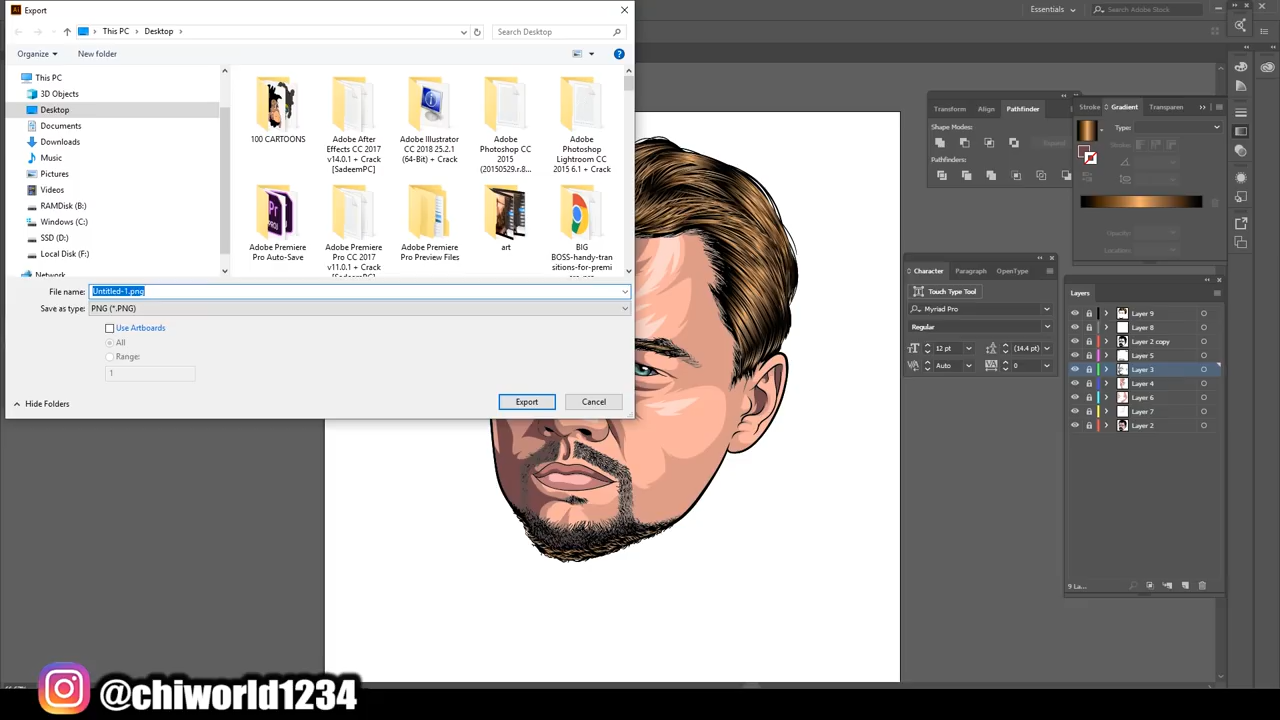 Export
Essentials
Search Adobe Stock
This PC
Desktop
Search Desktop
Organize
New folder
This PC
3D Objects
Desktop
Documents
Downloads
Music
Pictures
Videos
RAMDisk (B:)
Windows (C:)
SSD (D:)
Local Disk (F:)
Network
100 CARTOONS
Adobe After
Effects CC 2017
v14.0.1 + Crack
[SadeemPC]
Adobe Illustrator
CC 2018 25.2.1
(64-Bit) + Crack
Adobe
Photoshop CC
2015
(20150529.r.8...
Adobe
Photoshop
Lightroom CC
2015 6.1 + Crack
Adobe Premiere
Pro Auto-Save
Adobe Premiere
Pro CC 2017
v11.0.1 + Crack
Adobe Premiere
Pro Preview Files
art
BIG
BOSS-handy-tran
sitions-for-premi
File name:
Untitled-1.png
Save as type:
PNG (*.PNG)
Use Artboards
All
Range:
1
Hide Folders
Export
Cancel
Transform
Align
Pathfinder
Shape Modes:
Expand
Pathfinders:
Stroke
Gradient
Transparen
Type:
Opacity:
Location:
Character
Paragraph
OpenType
Touch Type Tool
Myriad Pro
Regular
12 pt
(14.4 pt)
Auto
0
Layers
Layer 9
Layer 8
Layer 2 copy
Layer 5
Layer 3
Layer 4
Layer 6
Layer 7
Layer 2
9 La...
@chiworld1234